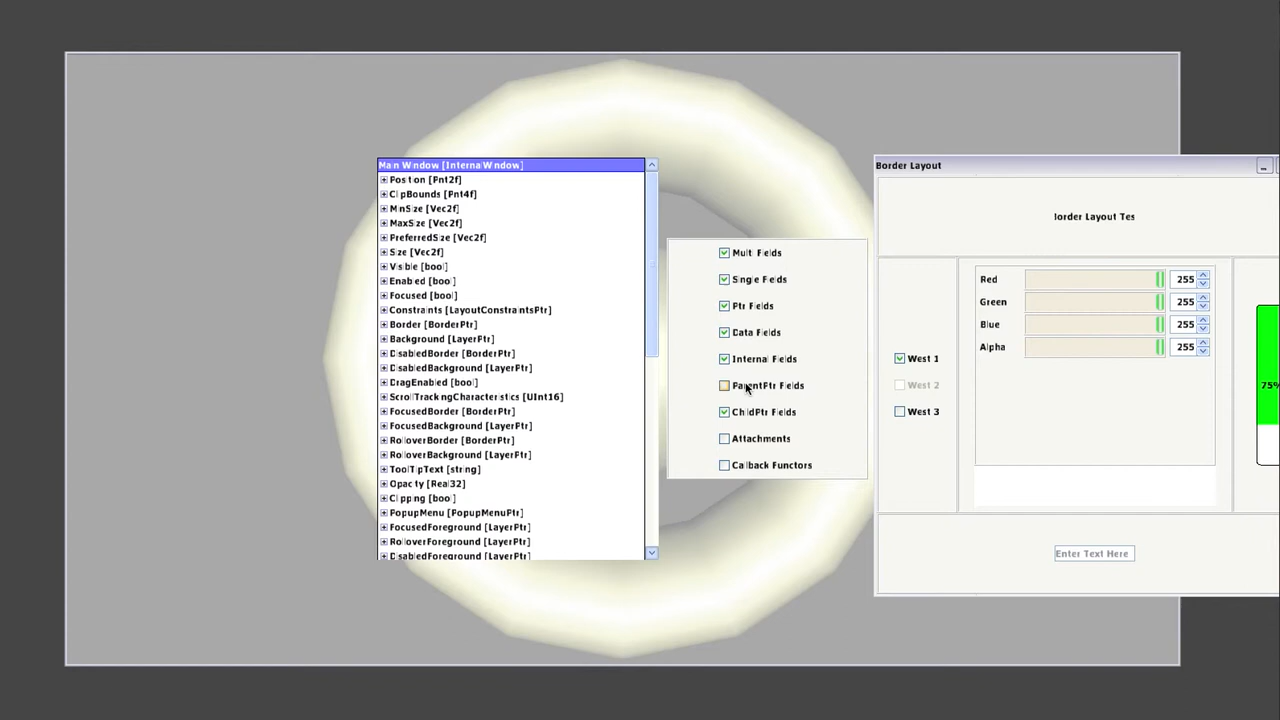 Main Window [InternalWindow]
Position [Pnt2f]
ClipBounds [Pnt4f]
MinSize [Vec2f]
MaxSize [Vec2f]
PreferredSize [Vec2f]
Size [Vec2f]
Visible [bool]
Enabled [bool]
Focused [bool]
Constraints [LayoutConstraintsPtr]
Border [BorderPtr]
Background [LayerPtr]
DisabledBorder [BorderPtr]
DisabledBackground [LayerPtr]
DragEnabled [bool]
ScrollTrackingCharacteristics [UInt16]
FocusedBorder [BorderPtr]
FocusedBackground [LayerPtr]
RolloverBorder [BorderPtr]
RolloverBackground [LayerPtr]
ToolTipText [string]
Opacity [Real32]
Clipping [bool]
PopupMenu [PopupMenuPtr]
FocusedForeground [LayerPtr]
RolloverForeground [LayerPtr]
DisabledForeground [LayerPtr]
Multi Fields
Single Fields
Ptr Fields
Data Fields
Internal Fields
ParentPtr Fields
ChildPtr Fields
Attachments
Callback Functors
Border Layout
Border Layout Tes
West 1
West 2
West 3
Red 255
Green 255
Blue 255
Alpha 255
75%
Enter Text Here